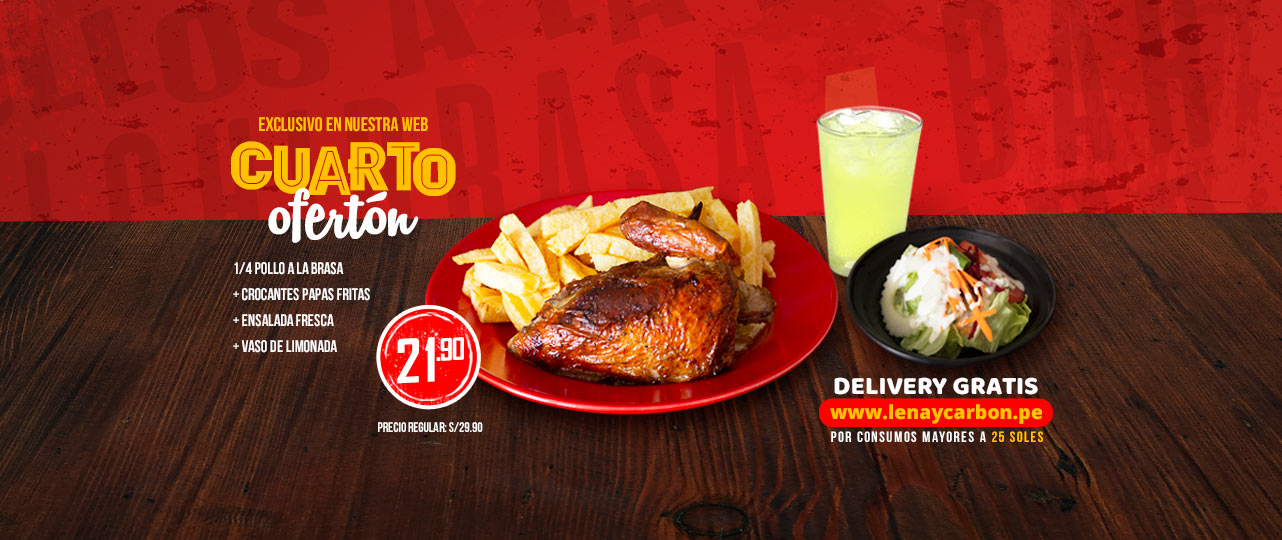 EXCLUSIVO EN NUESTRA WEB
CUARTO
ofertón
1/4 POLLO A LA BRASA
+ CROCANTES PAPAS FRITAS
+ ENSALADA FRESCA
+ VASO DE LIMONADA
21.90
PRECIO REGULAR: S/29.90
DELIVERY GRATIS
www.lenaycarbon.pe
POR CONSUMOS MAYORES A 25 SOLES